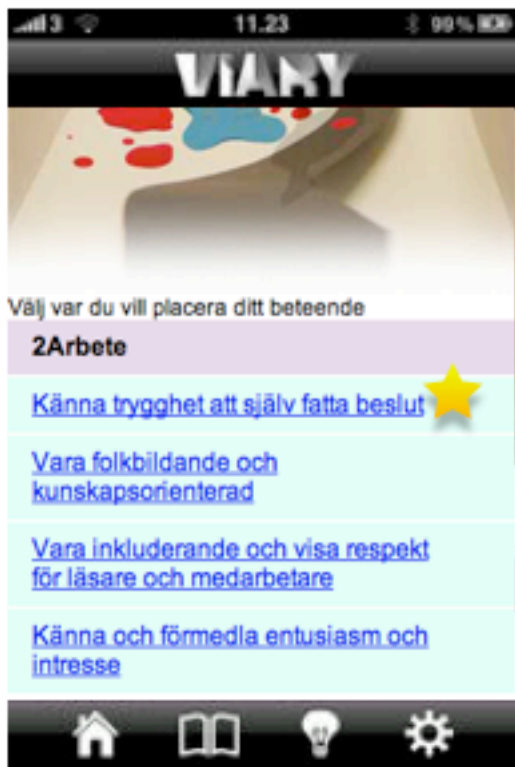 3 11.23 99%
VIARY
Välj var du vill placera ditt beteende
2Arbete
Känna trygghet att själv fatta beslut
Vara folkbildande och
kunskapsorienterad
Vara inkluderande och visa respekt
för läsare och medarbetare
Känna och förmedla entusiasm och
intresse